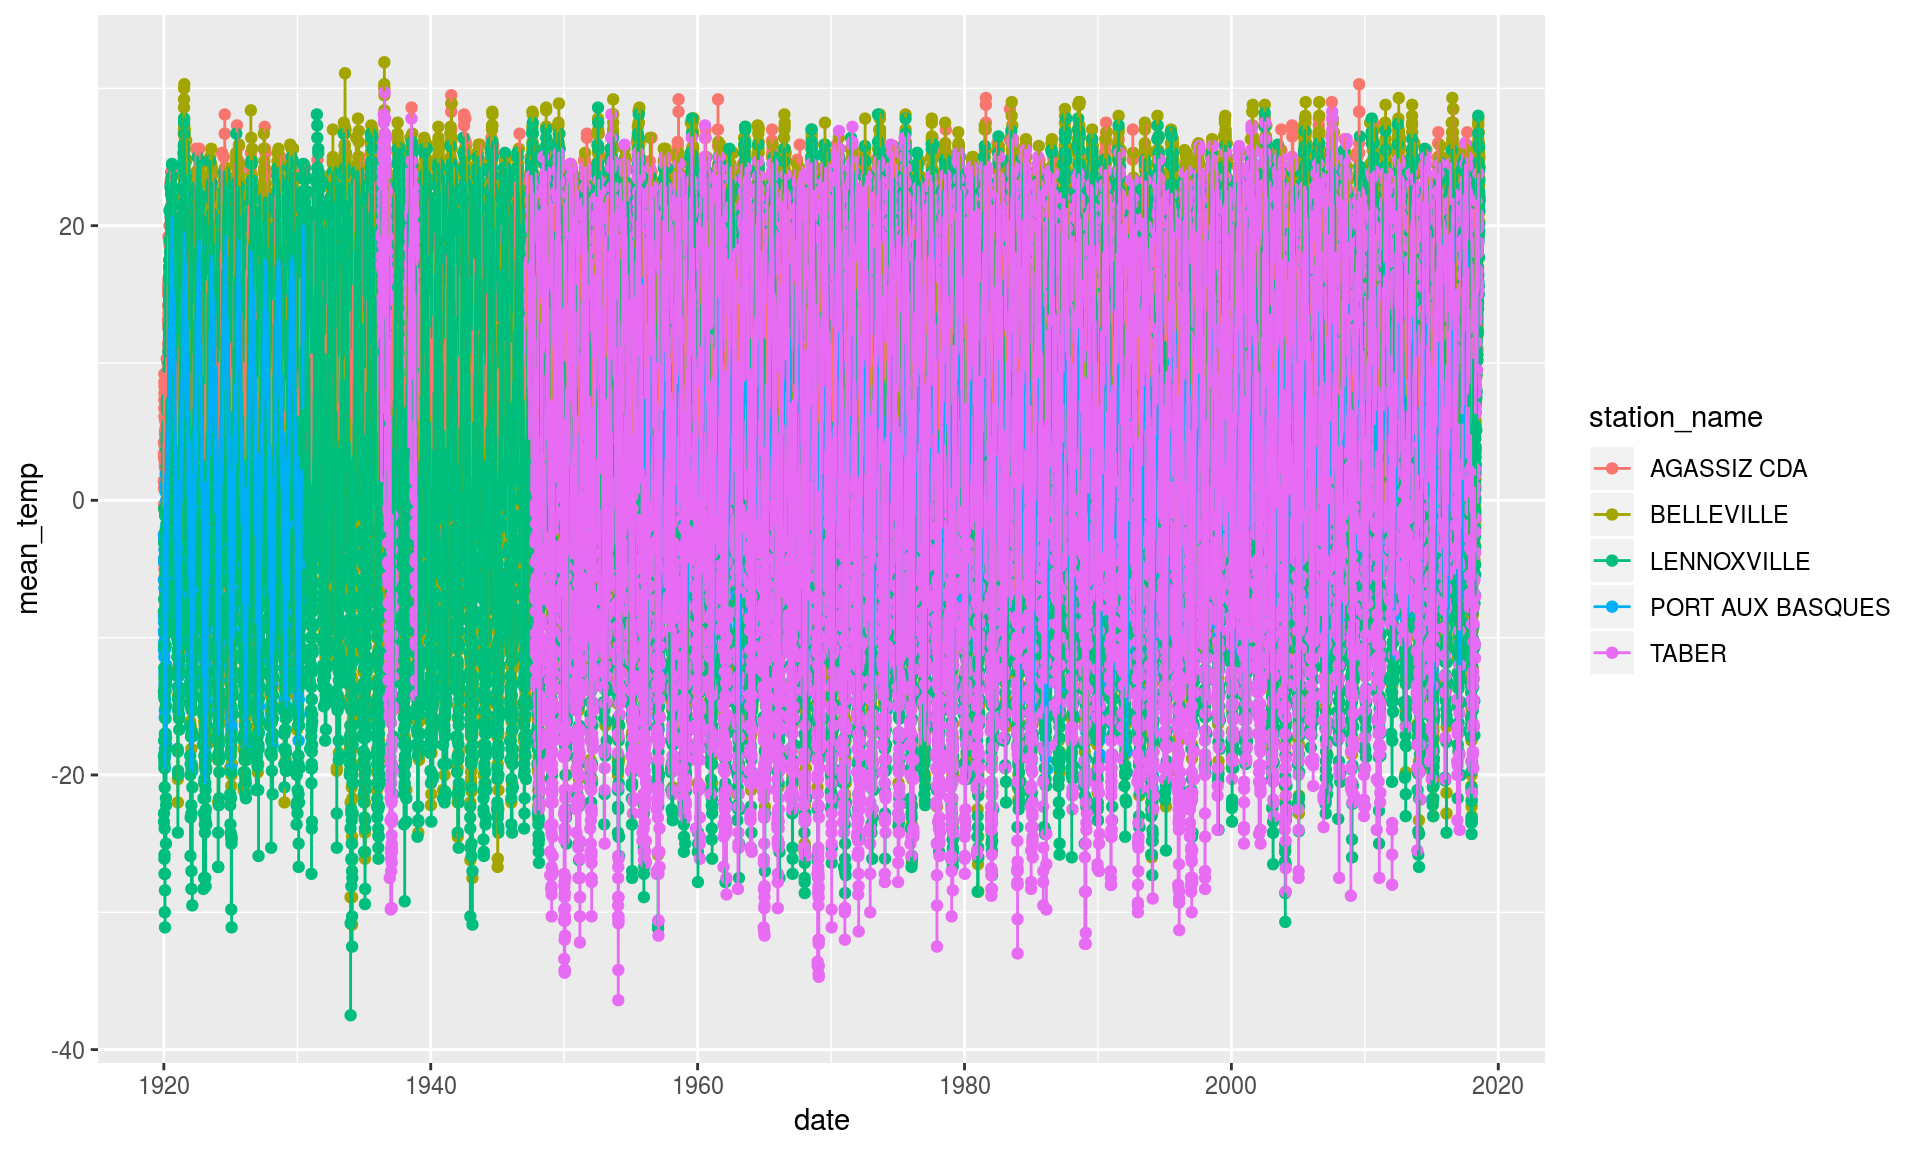 mean_temp
20
0
-20
-40
1920
1940
1960
1980
2000
2020
date
station_name
AGASSIZ CDA
BELLEVILLE
LENNOXVILLE
PORT AUX BASQUES
TABER